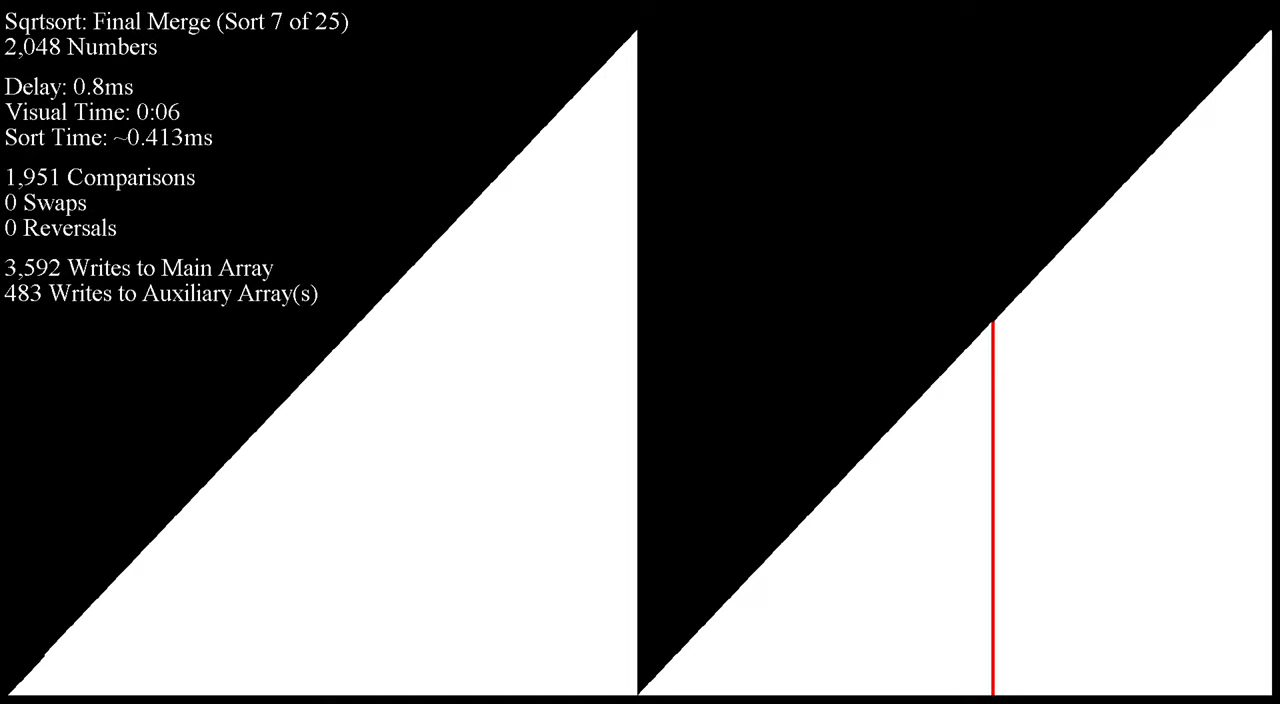 Sqrtsort: Final Merge (Sort 7 of 25)
2,048 Numbers
Delay: 0.8ms
Visual Time: 0:06
Sort Time: ~0.413ms
1,951 Comparisons
0 Swaps
0 Reversals
3,592 Writes to Main Array
483 Writes to Auxiliary Array(s)